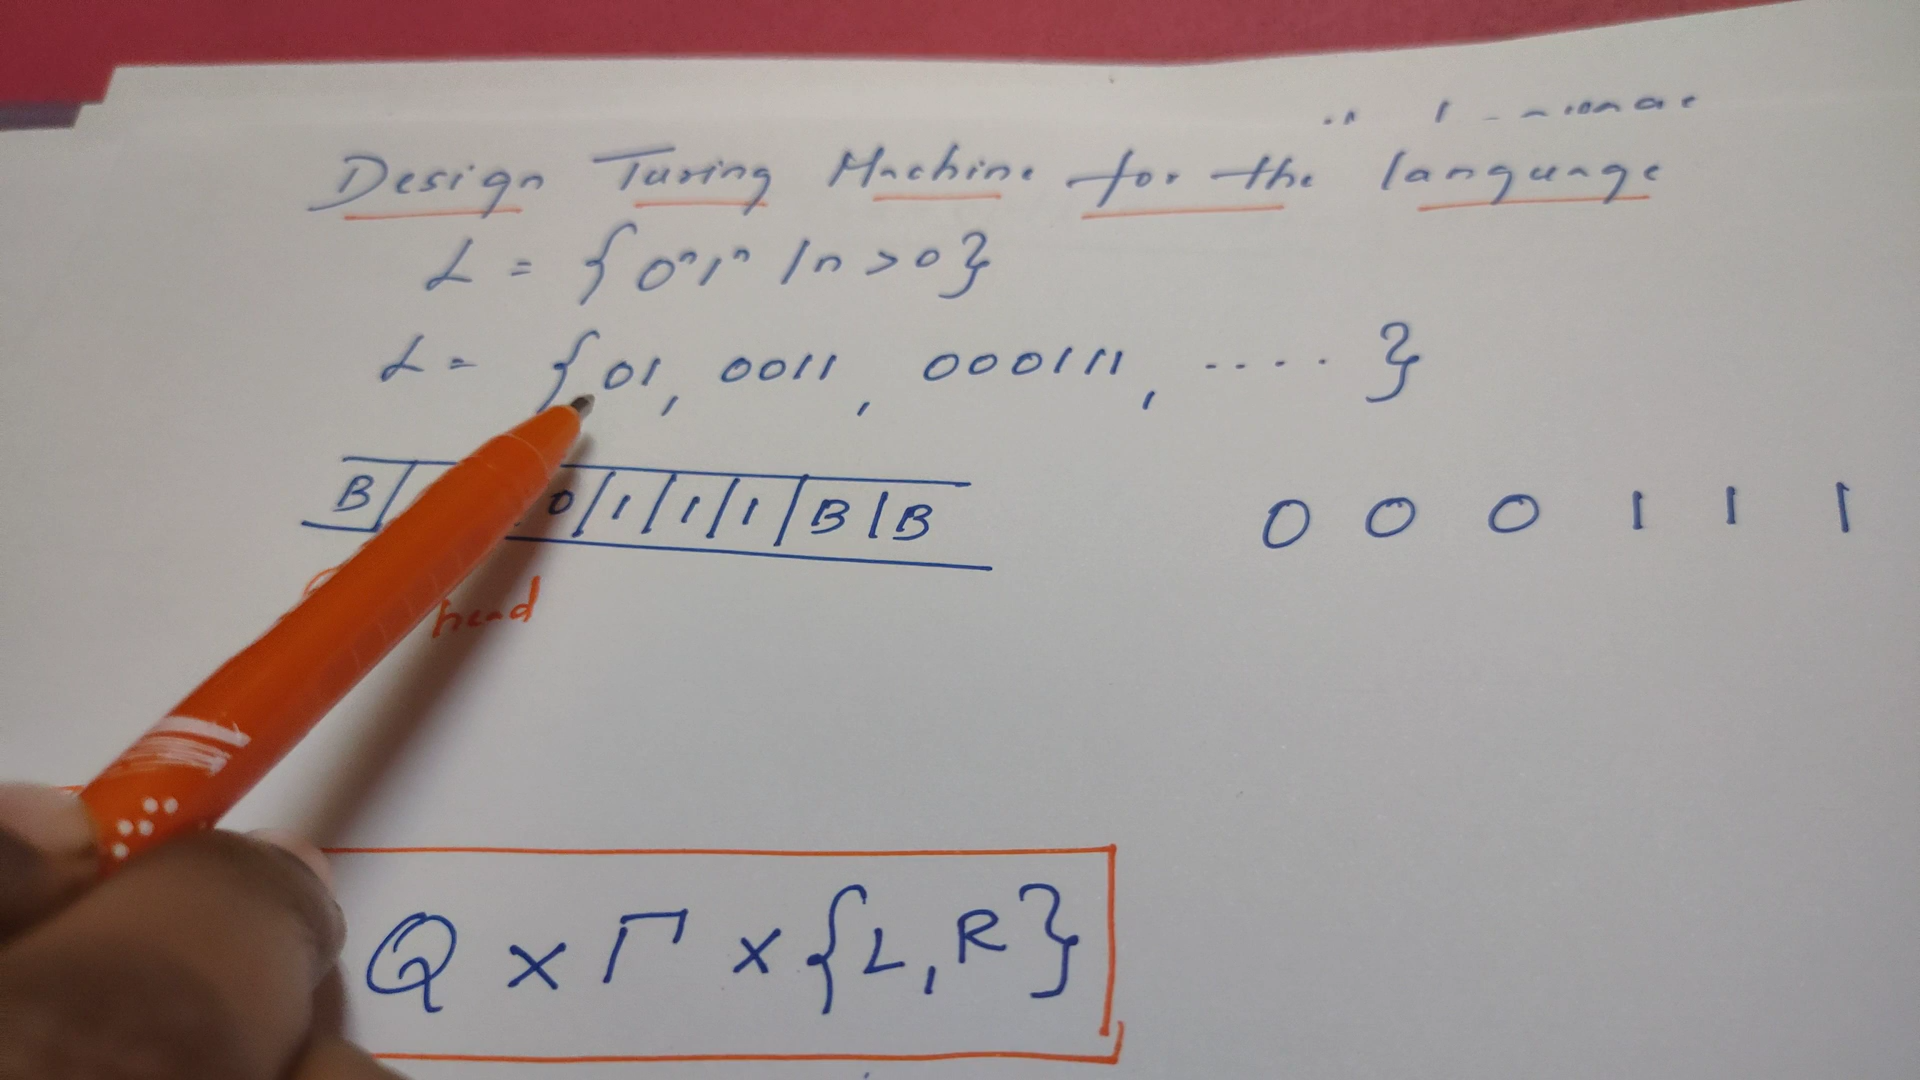 Design Turing Machine for the language
L = {0ⁿ1ⁿ | n > 0}
L = {01, 0011, 000111, ....}
B 0 1 1 1 B B
0 0 0 1 1 1
head
Q × Γ × {L, R}